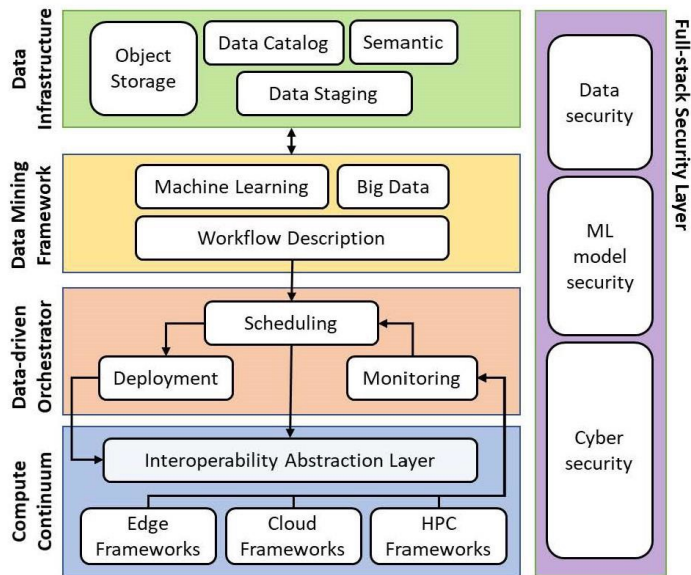 Data
Infrastructure
Object
Storage
Data Catalog
Semantic
Data Staging
Data Mining
Framework
Machine Learning
Big Data
Workflow Description
Data-driven
Orchestrator
Scheduling
Deployment
Monitoring
Compute
Continuum
Interoperability Abstraction Layer
Edge
Frameworks
Cloud
Frameworks
HPC
Frameworks
Full-stack Security Layer
Data
security
ML
model
security
Cyber
security